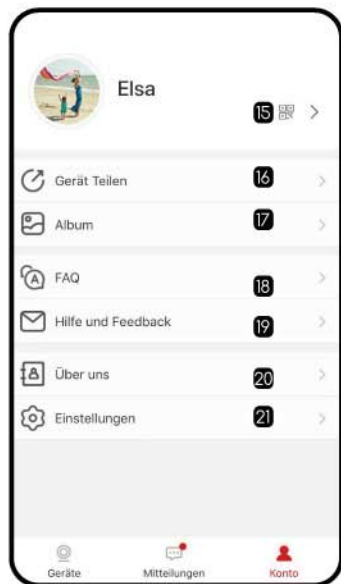 Elsa
15
Gerät Teilen 16
Album 17
FAQ 18
Hilfe und Feedback 19
Über uns 20
Einstellungen 21
Geräte Mitteilungen Konto